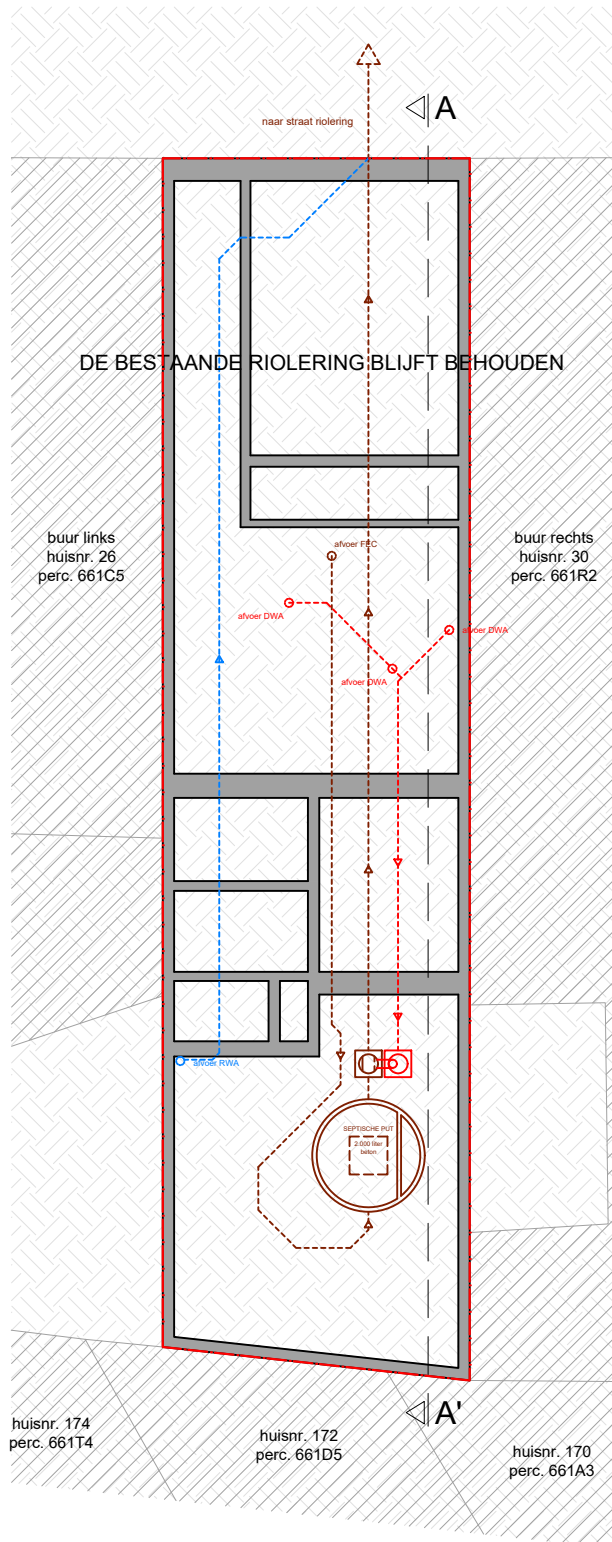 A
naar straat riolering
DE BESTAANDE RIOLERING BLIJFT BEHOUDEN
buur links
huisnr. 26
perc. 661C5
buur rechts
huisnr. 30
perc. 661R2
afvoer FEC
afvoer DWA
afvoer DWA
afvoer DWA
afvoer RWA
SEPTISCHE PUT
2.000 liter
beton
A'
huisnr. 174
perc. 661T4
huisnr. 172
perc. 661D5
huisnr. 170
perc. 661A3